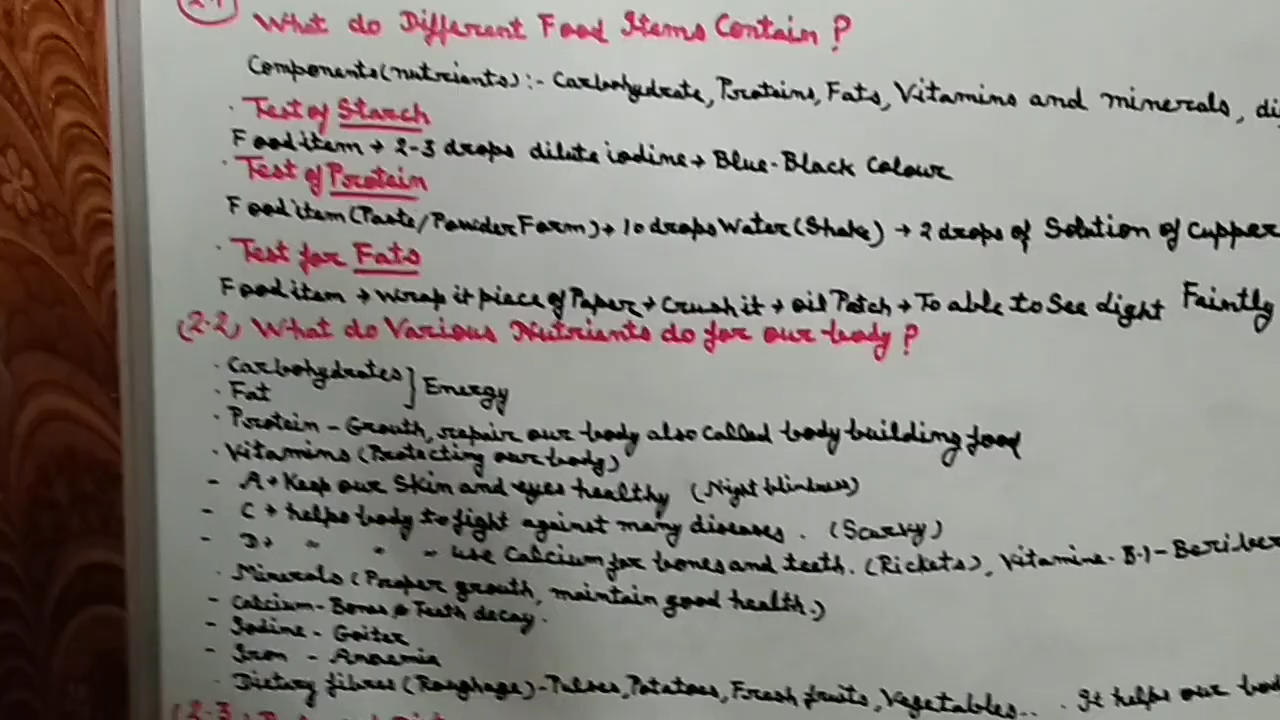 What do Different Food Items Contain ?
Components(nutrients) :- Carbohydrate, Proteins, Fats, Vitamins and minerals,
· Test of Starch
Food item → 2-3 drops dilute iodine → Blue-Black Colour
· Test of Protein
Food item (Paste/Powder Form) → 10 drops Water (Shake) → 2 drops of Solution of Cupper
· Test for Fats
Food item → wrap it piece of Paper → Crush it → oil Patch → To able to See light Faintly
(2.2) What do Various Nutrients do for our body ?
· Carbohydrates ] Energy
· Fat
· Protein - Growth, repair our body also called body building food
· Vitamins (Protecting our body)
- A → Keep our Skin and eyes healthy (Night blindness)
- C → helps body to fight against many diseases. (Scarvy)
- D → " " " use Calcium for bones and teeth. (Rickets), Vitamine-B-1-Beriber
· Minerals (Proper growth, maintain good health.)
- Calcium - Bones Teeth decay.
- Iodine - Goiter
- Iron - Anaemia
· Dietary fibres (Roughage) - Pulses, Potatoes, Fresh fruits, Vegetables... . It helps our
(2.3)